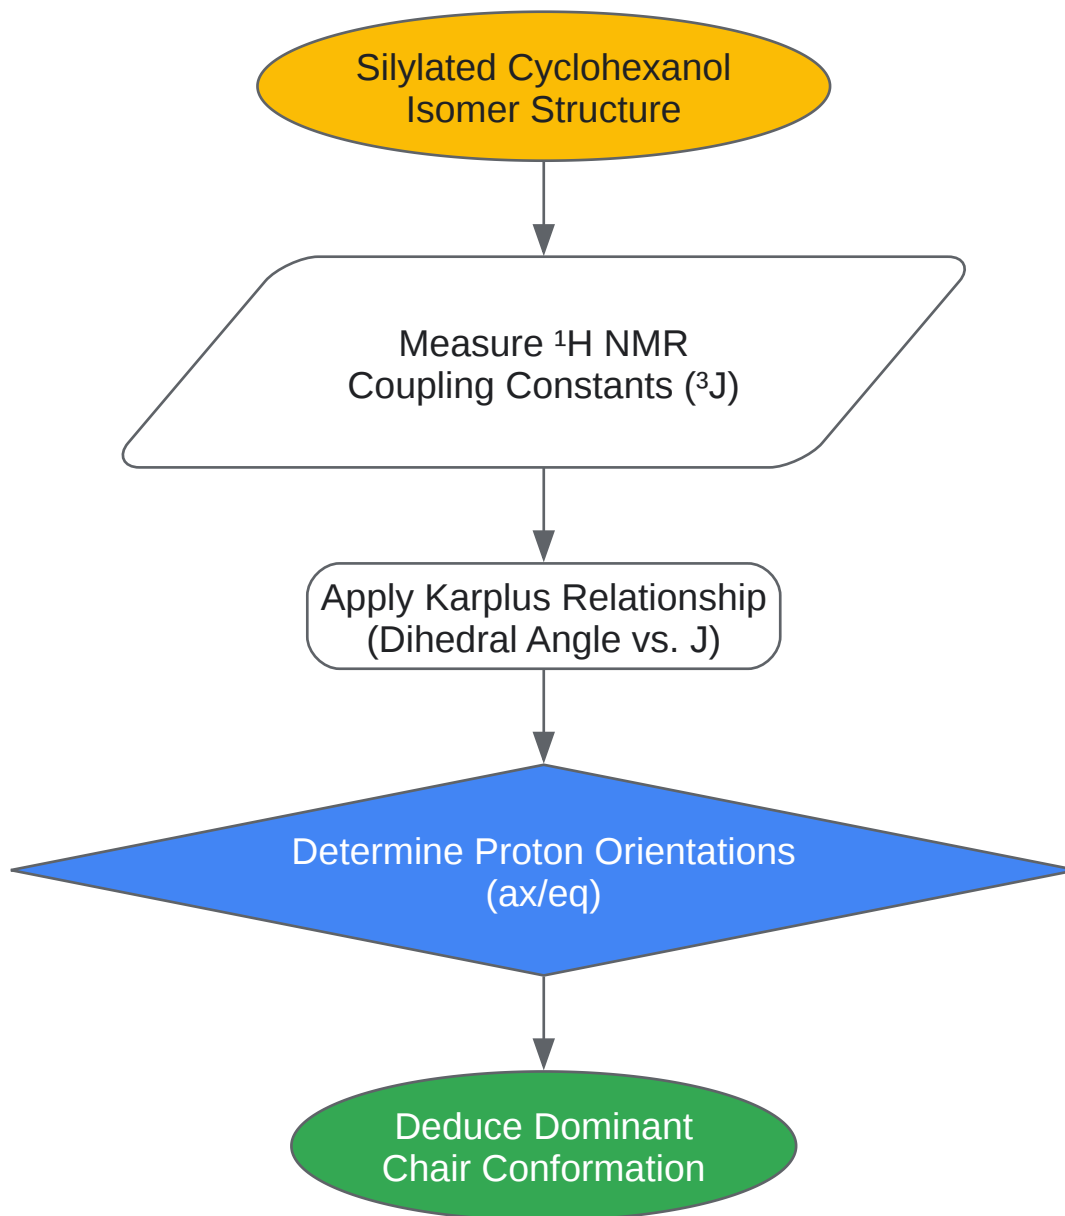 Silylated Cyclohexanol
Isomer Structure
Measure ¹H NMR
Coupling Constants (³J)
Apply Karplus Relationship
(Dihedral Angle vs. J)
Determine Proton Orientations
(ax/eq)
Deduce Dominant
Chair Conformation